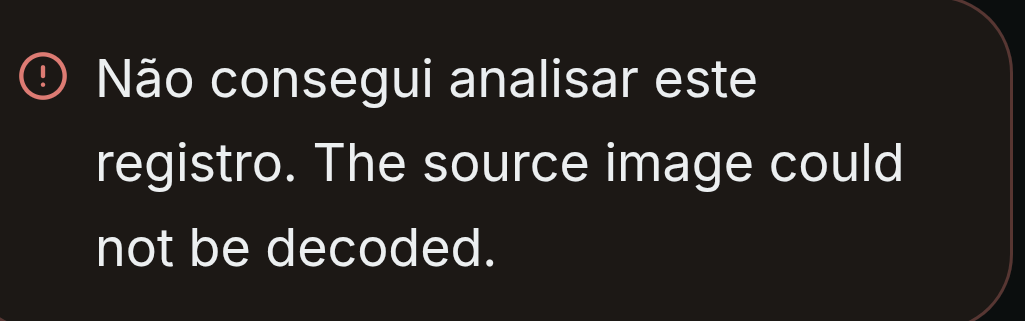 Não consegui analisar este
registro. The source image could
not be decoded.